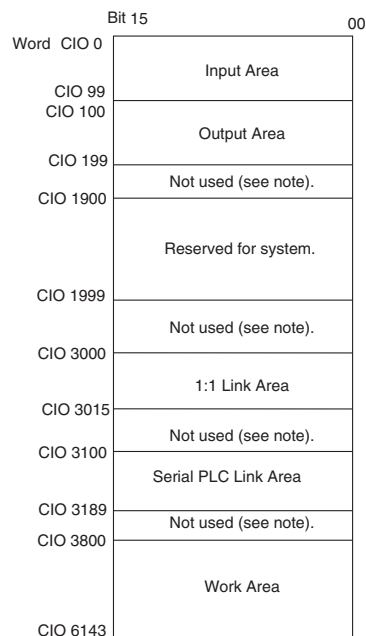 Bit 15 00
Word CIO 0
Input Area
CIO 99
CIO 100
Output Area
CIO 199
Not used (see note).
CIO 1900
Reserved for system.
CIO 1999
Not used (see note).
CIO 3000
1:1 Link Area
CIO 3015
Not used (see note).
CIO 3100
Serial PLC Link Area
CIO 3189
Not used (see note).
CIO 3800
Work Area
CIO 6143